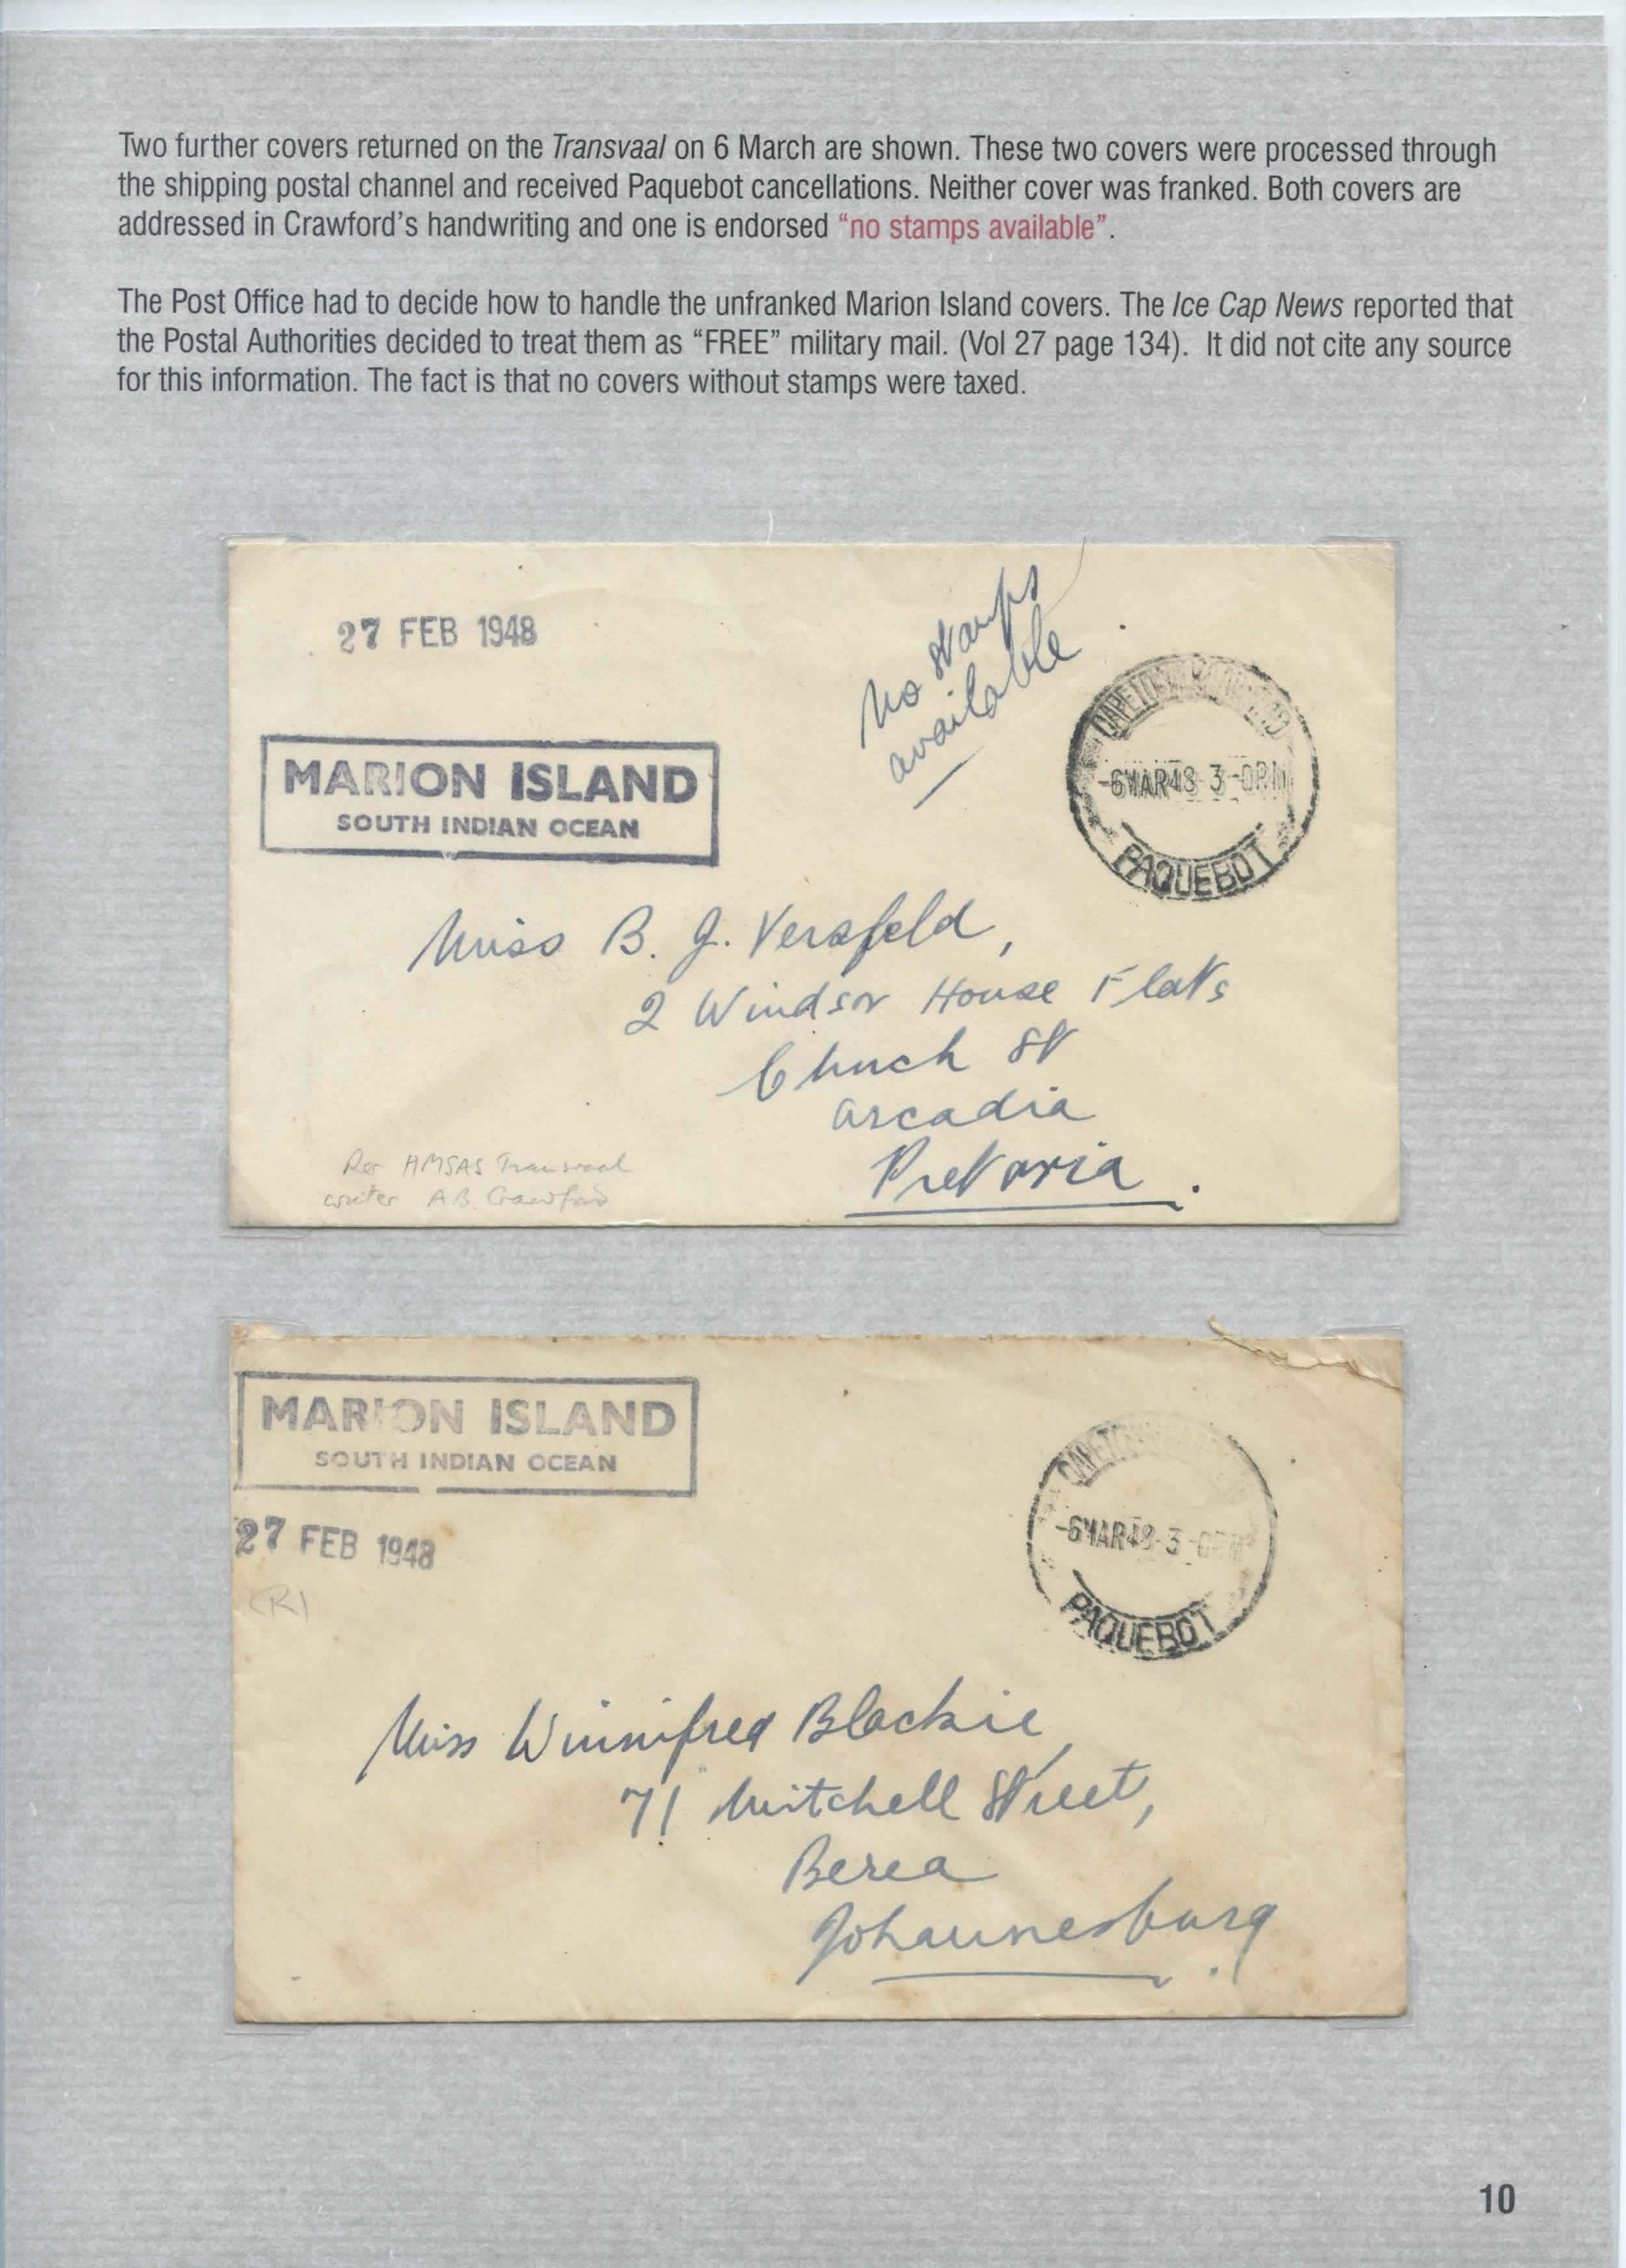 Two further covers returned on the Transvaal on 6 March are shown. These two covers were processed through
the shipping postal channel and received Paquebot cancellations. Neither cover was franked. Both covers are
addressed in Crawford's handwriting and one is endorsed “no stamps available”.
The Post Office had to decide how to handle the unfranked Marion Island covers. The Ice Cap News reported that
the Postal Authorities decided to treat them as “FREE” military mail. (Vol 27 page 134). It did not cite any source
for this information. The fact is that no covers without stamps were taxed.
27 FEB 1948
No stamps
available
MARION ISLAND
SOUTH INDIAN OCEAN
-6MAR48 3-0PM
PAQUEBOT
Miss B. J. Versfeld,
2 Windsor House Flats
Church St
Arcadia
Pretoria.
Per HMSAS Transvaal
writer A.B. Crawford
MARION ISLAND
SOUTH INDIAN OCEAN
27 FEB 1948
-6MAR48 3-0PM
PAQUEBOT
Miss Winnifred Blackie
71 Mitchell Street,
Berea
Johannesburg.
10